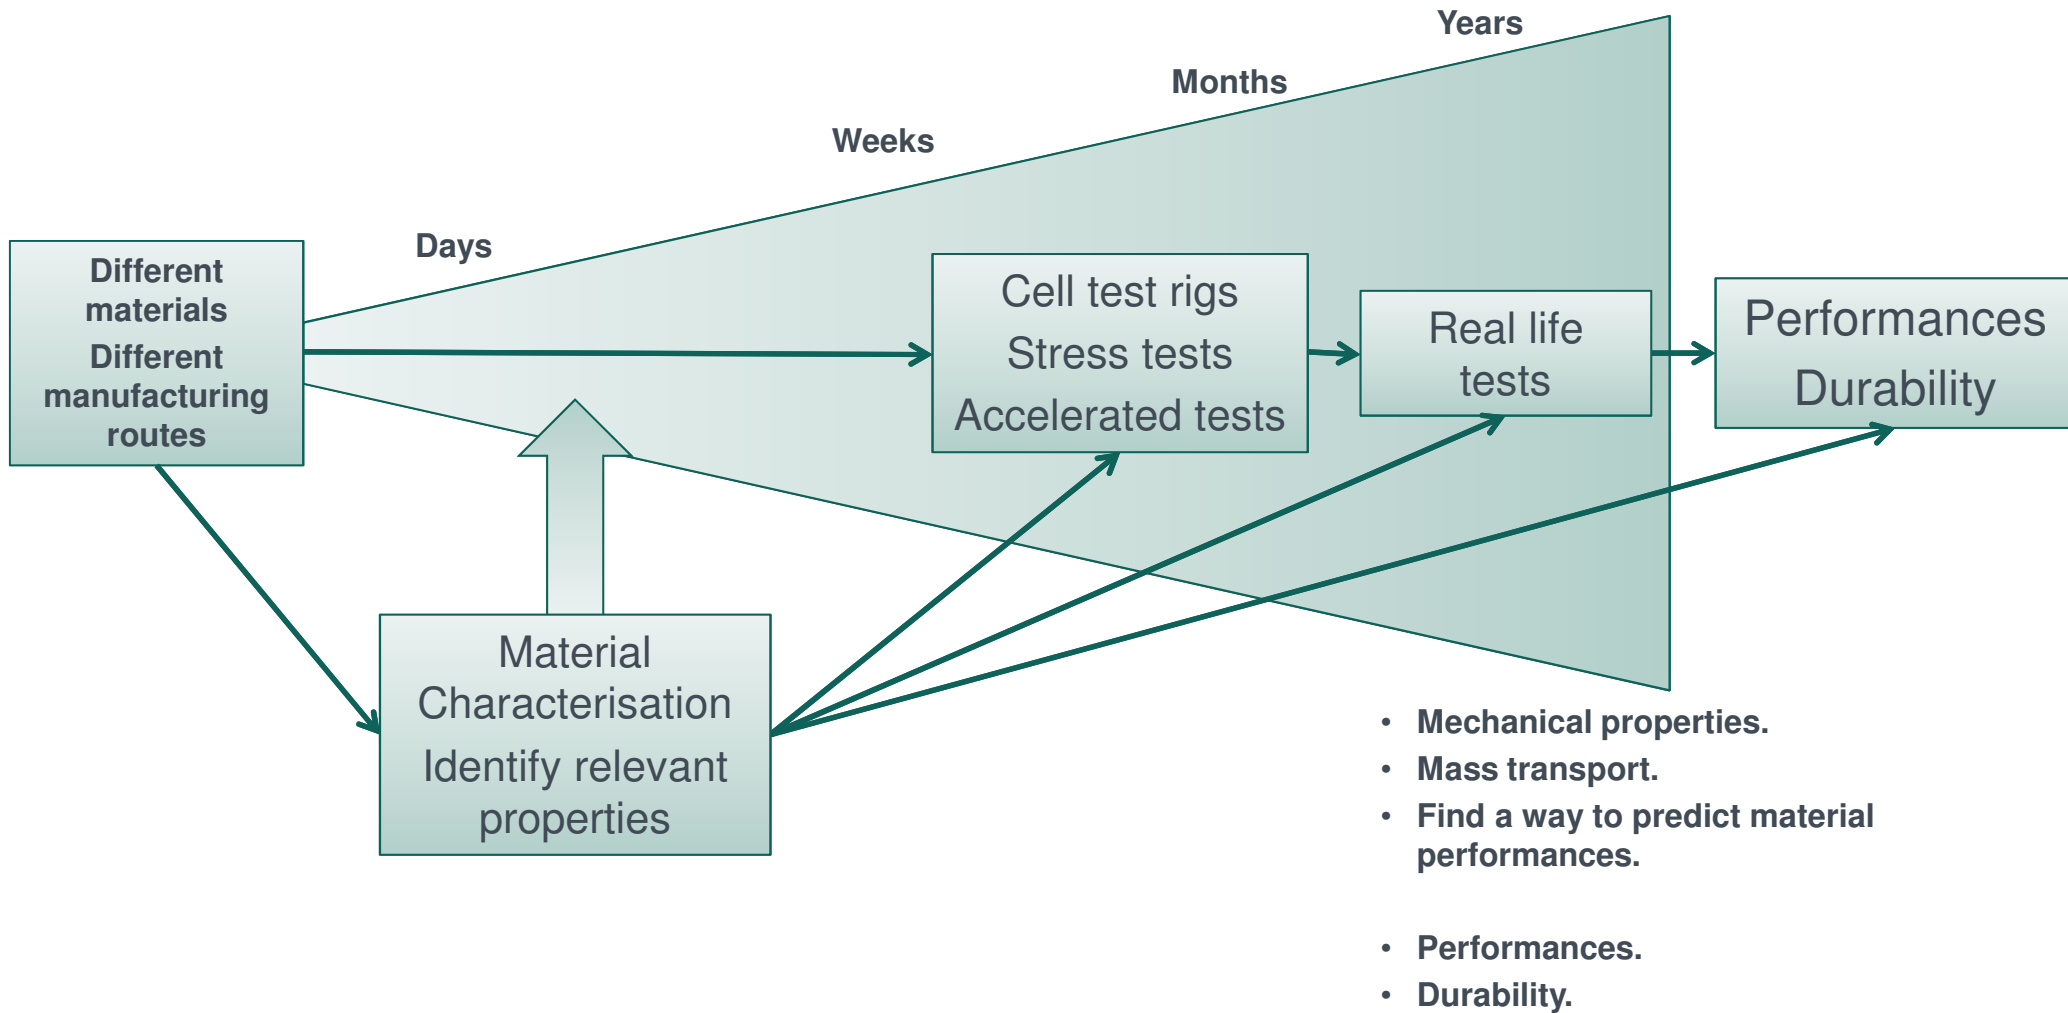 Years
Months
Weeks
Days
Different
materials
Different
manufacturing
routes
Cell test rigs
Stress tests
Accelerated tests
Real life
tests
Performances
Durability
Material
Characterisation
Identify relevant
properties
• Mechanical properties.
• Mass transport.
• Find a way to predict material
performances.
• Performances.
• Durability.